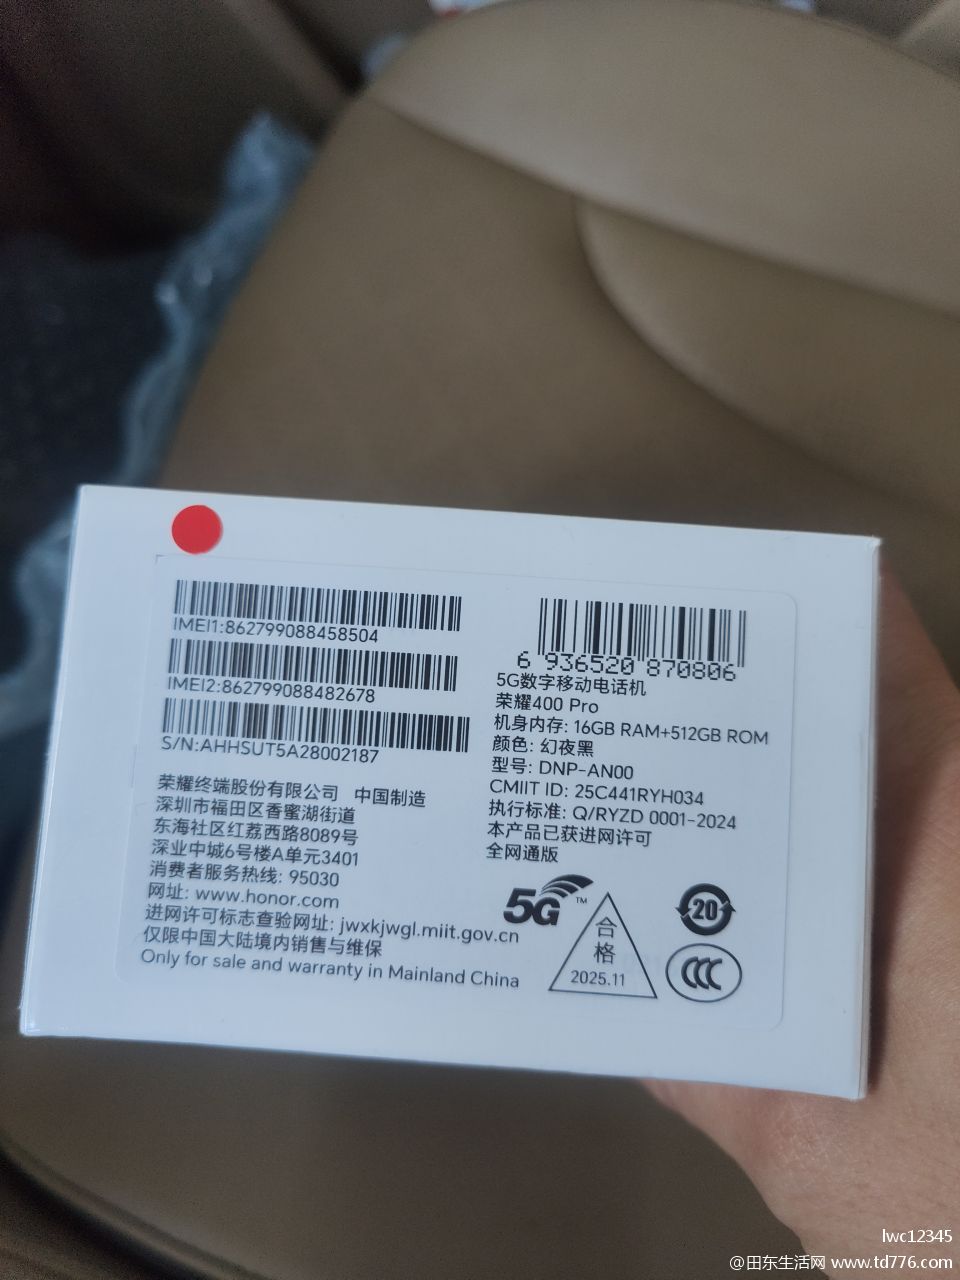 IMEI1:862799088458504
IMEI2:862799088482678
S/N:AHHSUT5A28002187
荣耀终端股份有限公司 中国制造
深圳市福田区香蜜湖街道
东海社区红荔西路8089号
深业中城6号楼A单元3401
消费者服务热线: 95030
网址: www.honor.com
进网许可标志查验网址: jwxkjwgl.miit.gov.cn
仅限中国大陆境内销售与维保
Only for sale and warranty in Mainland China
6 936520 870806
5G数字移动电话机
荣耀400 Pro
机身内存: 16GB RAM+512GB ROM
颜色: 幻夜黑
型号: DNP-AN00
CMIIT ID: 25C441RYH034
执行标准: Q/RYZD 0001-2024
本产品已获进网许可
全网通版
5G™
合
格
2025.11
20
CCC
lwc12345
@田东生活网 www.td776.com